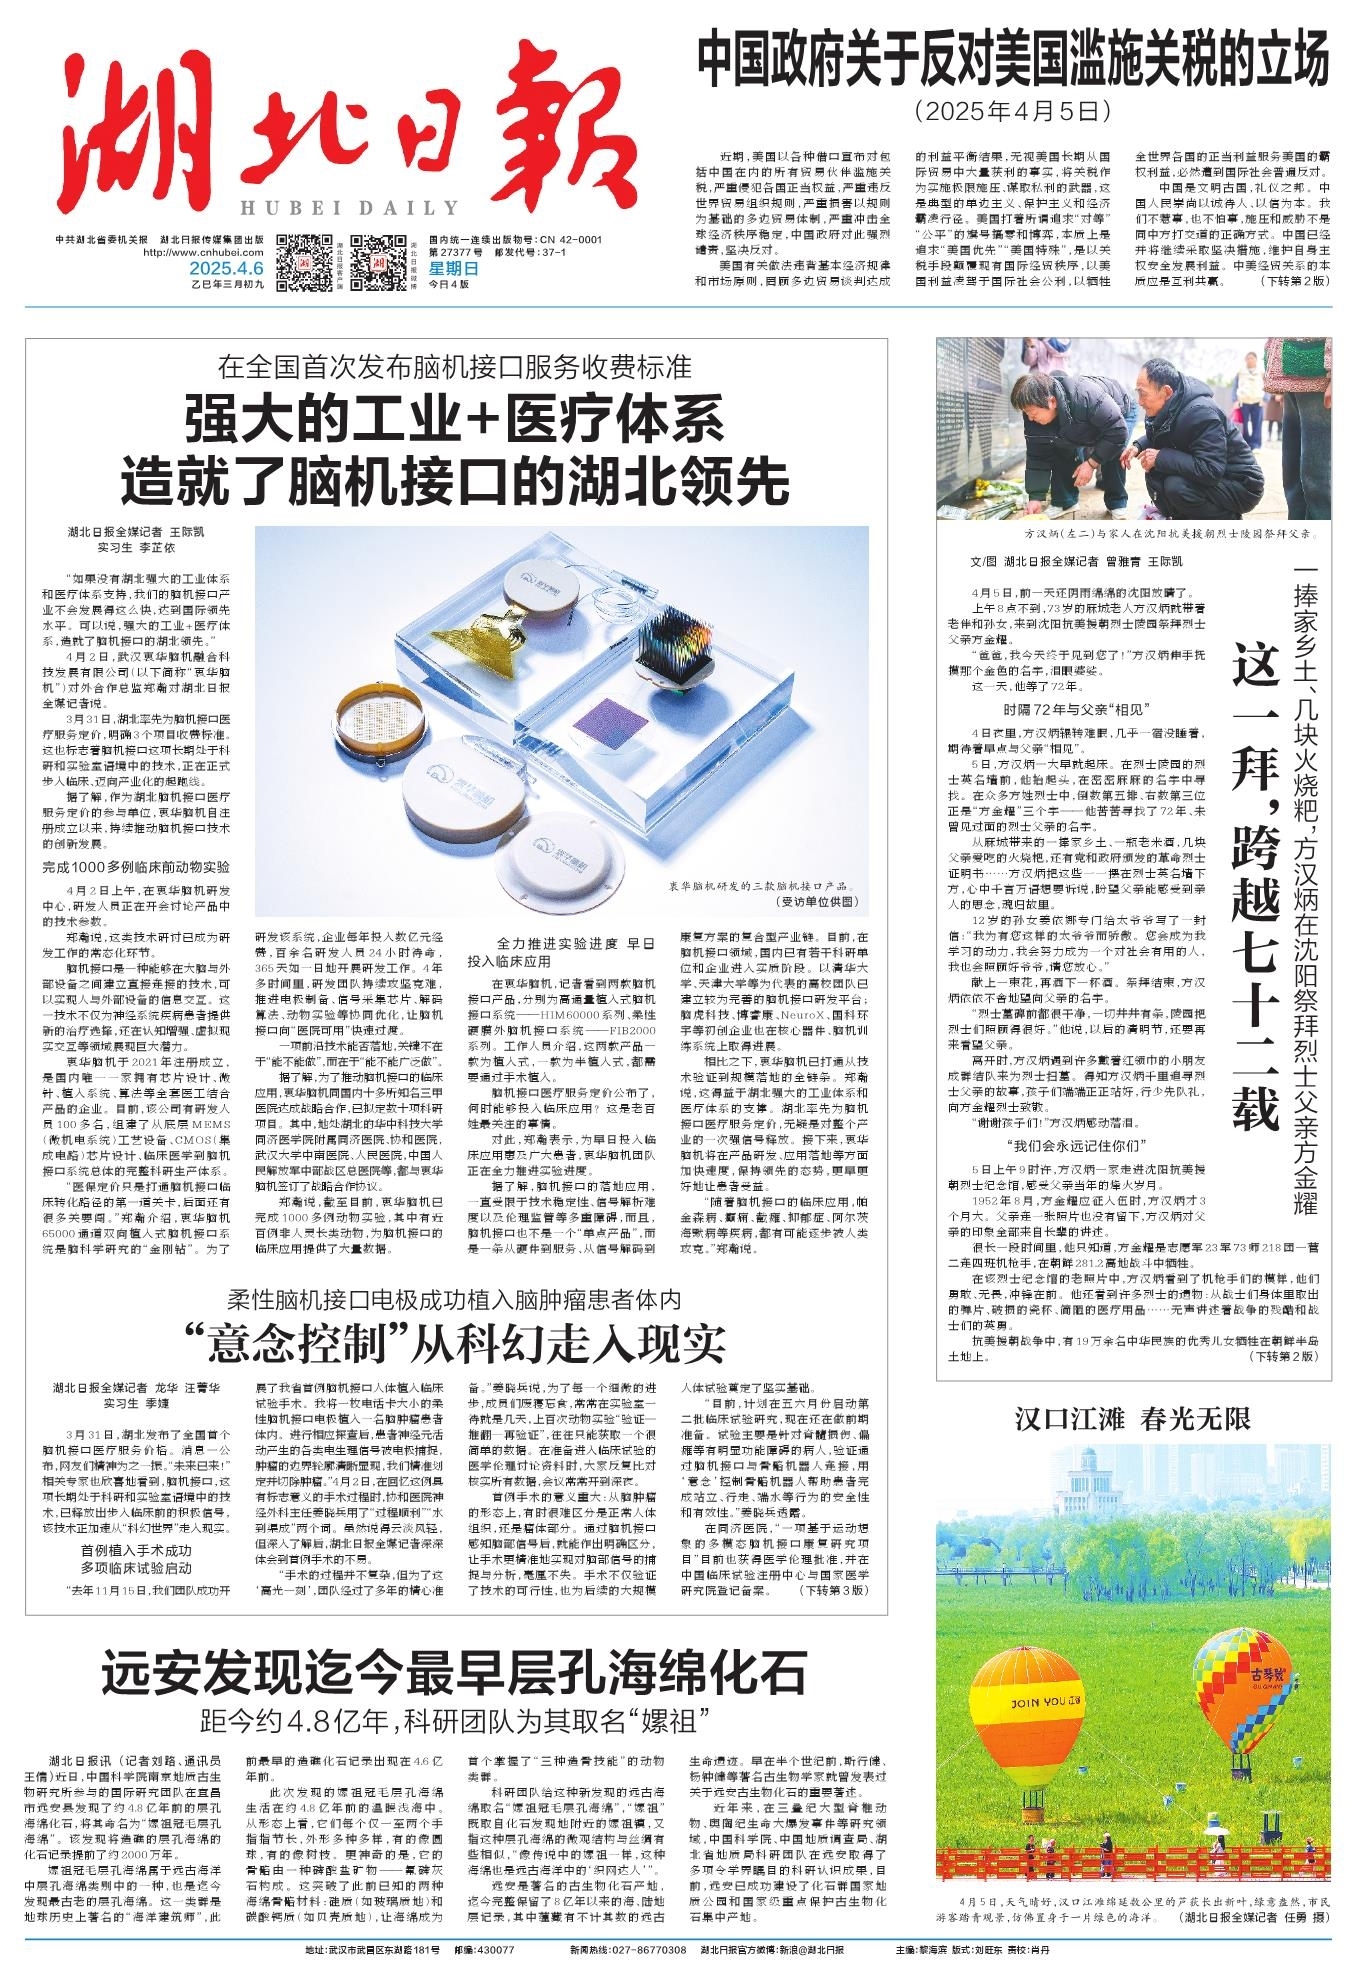 湖北日報
HUBEI DAILY
中共湖北省委机关报 湖北日报传媒集团出版
http://www.cnhubei.com
2025.4.6
乙巳年三月初九
湖北日报客户端
湖北日报微博
国内统一连续出版物号:CN 42-0001
第27377号 邮发代号:37-1
星期日
今日4版
中国政府关于反对美国滥施关税的立场
（2025年4月5日）
近期,美国以各种借口宣布对包
括中国在内的所有贸易伙伴滥施关
税,严重侵犯各国正当权益,严重违反
世界贸易组织规则,严重损害以规则
为基础的多边贸易体制,严重冲击全
球经济秩序稳定,中国政府对此强烈
谴责,坚决反对。
美国有关做法违背基本经济规律
和市场原则,罔顾多边贸易谈判达成
的利益平衡结果,无视美国长期从国
际贸易中大量获利的事实,将关税作
为实施极限施压、谋取私利的武器,这
是典型的单边主义、保护主义和经济
霸凌行径。美国打着所谓追求“对等”
“公平”的旗号搞零和博弈,本质上是
追求“美国优先”“美国特殊”,是以关
税手段颠覆现有国际经贸秩序,以美
国利益凌驾于国际社会公利,以牺牲
全世界各国的正当利益服务美国的霸
权利益,必然遭到国际社会普遍反对。
中国是文明古国,礼仪之邦。中
国人民崇尚以诚待人、以信为本。我
们不惹事,也不怕事,施压和威胁不是
同中方打交道的正确方式。中国已经
并将继续采取坚决措施,维护自身主
权安全发展利益。中美经贸关系的本
质应是互利共赢。 （下转第2版）
在全国首次发布脑机接口服务收费标准
强大的工业+医疗体系
造就了脑机接口的湖北领先
湖北日报全媒记者 王际凯
实习生 李芷依
“如果没有湖北强大的工业体系
和医疗体系支持,我们的脑机接口产
业不会发展得这么快,达到国际领先
水平。可以说,强大的工业+医疗体
系,造就了脑机接口的湖北领先。”
4月2日,武汉衷华脑机融合科
技发展有限公司(以下简称“衷华脑
机”)对外合作总监郑瀚对湖北日报
全媒记者说。
3月31日,湖北率先为脑机接口医
疗服务定价,明确3个项目收费标准。
这也标志着脑机接口这项长期处于科
研和实验室语境中的技术,正在正式
步入临床、迈向产业化的起跑线。
据了解,作为湖北脑机接口医疗
服务定价的参与单位,衷华脑机自注
册成立以来,持续推动脑机接口技术
的创新发展。
完成1000多例临床前动物实验
4月2日上午,在衷华脑机研发
中心,研发人员正在开会讨论产品中
的技术参数。
郑瀚说,这类技术研讨已成为研
发工作的常态化环节。
脑机接口是一种能够在大脑与外
部设备之间建立直接连接的技术,可
以实现人与外部设备的信息交互。这
一技术不仅为神经系统疾病患者提供
新的治疗选择,还在认知增强、虚拟现
实交互等领域展现巨大潜力。
衷华脑机于2021年注册成立,
是国内唯一一家拥有芯片设计、微
针、植入系统、算法等全套医工结合
产品的企业。目前,该公司有研发人
员100多名,组建了从底层MEMS
(微机电系统)工艺设备、CMOS(集
成电路)芯片设计、临床医学到脑机
接口系统总体的完整科研生产体系。
“医保定价只是打通脑机接口临
床转化路径的第一道关卡,后面还有
很多关要闯。”郑瀚介绍,衷华脑机
65000通道双向植入式脑机接口系
统是脑科学研究的“金刚钻”。为了
衷华脑机研发的三款脑机接口产品。
（受访单位供图）
研发该系统,企业每年投入数亿元经
费,百余名研发人员24小时待命,
365天如一日地开展研发工作。4年
多时间里,研发团队持续攻坚克难,
推进电极制备、信号采集芯片、解码
算法、动物实验等协同优化,让脑机
接口向“医院可用”快速过度。
一项前沿技术能否落地,关键不在
于“能不能做”,而在于“能不能广泛做”。
据了解,为了推动脑机接口的临床
应用,衷华脑机同国内十多所知名三甲
医院达成战略合作,已拟定数十项科研
项目。其中,地处湖北的华中科技大学
同济医学院附属同济医院、协和医院,
武汉大学中南医院、人民医院,中国人
民解放军中部战区总医院等,都与衷华
脑机签订了战略合作协议。
郑瀚说,截至目前,衷华脑机已
完成1000多例动物实验,其中有近
百例非人灵长类动物,为脑机接口的
临床应用提供了大量数据。
全力推进实验进度 早日
投入临床应用
在衷华脑机,记者看到两款脑机
接口产品,分别为高通量植入式脑机
接口系统——HIM60000系列、柔性
硬膜外脑机接口系统——FIB2000
系列。工作人员介绍,这两款产品一
款为植入式,一款为半植入式,都需
要通过手术植入。
脑机接口医疗服务定价公布了,
何时能够投入临床应用？这是老百
姓最关注的事情。
对此,郑瀚表示,为早日投入临
床应用惠及广大患者,衷华脑机团队
正在全力推进实验进度。
据了解,脑机接口的落地应用,
一直受限于技术稳定性、信号解析难
度以及伦理监管等多重障碍,而且,
脑机接口也不是一个“单点产品”,而
是一条从硬件到服务、从信号解码到
康复方案的复合型产业链。目前,在
脑机接口领域,国内已有若干科研单
位和企业进入实质阶段。以清华大
学、天津大学等为代表的高校团队已
建立较为完善的脑机接口研发平台;
脑虎科技、博睿康、NeuroX、国科环
宇等初创企业也在核心器件、脑机训
练系统上取得进展。
相比之下,衷华脑机已打通从技
术验证到规模落地的全链条。郑瀚
说,这得益于湖北强大的工业体系和
医疗体系的支撑。湖北率先为脑机
接口医疗服务定价,无疑是对整个产
业的一次强信号释放。接下来,衷华
脑机将在产品研发、应用落地等方面
加快速度,保持领先的态势,更早更
好地让患者受益。
“随着脑机接口的临床应用,帕
金森病、癫痫、截瘫、抑郁症、阿尔茨
海默病等疾病,都有可能逐步被人类
攻克。”郑瀚说。
柔性脑机接口电极成功植入脑肿瘤患者体内
“意念控制”从科幻走入现实
湖北日报全媒记者 龙华 汪菁华
实习生 李婕
3月31日,湖北发布了全国首个
脑机接口医疗服务价格。消息一公
布,网友们精神为之一振,“未来已来!”
相关专家也欣喜地看到,脑机接口,这
项长期处于科研和实验室语境中的技
术,已释放出步入临床前的积极信号,
该技术正加速从“科幻世界”走入现实。
首例植入手术成功
多项临床试验启动
“去年11月15日,我们团队成功开
展了我省首例脑机接口人体植入临床
试验手术。我将一枚电话卡大小的柔
性脑机接口电极植入一名脑肿瘤患者
体内。进行相应探查后,患者神经元活
动产生的各类电生理信号被电极捕捉,
肿瘤的边界轮廓清晰显现,我们精准划
定并切除肿瘤。”4月2日,在回忆这例具
有标志意义的手术过程时,协和医院神
经外科主任姜晓兵用了“过程顺利”“水
到渠成”两个词。虽然说得云淡风轻,
但深入了解后,湖北日报全媒记者深深
体会到首例手术的不易。
“手术的过程并不复杂,但为了这
‘高光一刻’,团队经过了多年的精心准
备。”姜晓兵说,为了每一个细微的进
步,成员们废寝忘食,常常在实验室一
待就是几天,上百次动物实验“验证—
推翻—再验证”,往往只能获取一个很
简单的数据。在准备进入临床试验的
医学伦理讨论资料时,大家反复比对
核实所有数据,会议常常开到深夜。
首例手术的意义重大:从脑肿瘤
的形态上,有时很难区分是正常人体
组织,还是瘤体部分。通过脑机接口
感知脑部信号后,就能作出明确区分,
让手术更精准地实现对脑部信号的捕
捉与分析,毫厘不失。手术不仅验证
了技术的可行性,也为后续的大规模
人体试验奠定了坚实基础。
“目前,计划在五六月份启动第
二批临床试验研究,现在还在做前期
准备。试验主要是针对脊髓损伤、偏
瘫等有明显功能障碍的病人,验证通
过脑机接口与骨骼机器人连接,用
‘意念’控制骨骼机器人帮助患者完
成站立、行走、端水等行为的安全性
和有效性。”姜晓兵透露。
在同济医院,“一项基于运动想
象的多模态脑机接口康复研究项
目”目前也获得医学伦理批准,并在
中国临床试验注册中心与国家医学
研究院登记备案。 （下转第3版）
方汉炳(左二)与家人在沈阳抗美援朝烈士陵园祭拜父亲。
文/图 湖北日报全媒记者 曾雅青 王际凯
一捧家乡土、几块火烧粑,方汉炳在沈阳祭拜烈士父亲方金耀
这一拜,跨越七十二载
4月5日,前一天还阴雨绵绵的沈阳放晴了。
上午8点不到,73岁的麻城老人方汉炳就带着
老伴和孙女,来到沈阳抗美援朝烈士陵园祭拜烈士
父亲方金耀。
“爸爸,我今天终于见到您了!”方汉炳伸手抚
摸那个金色的名字,泪眼婆娑。
这一天,他等了72年。
时隔72年与父亲“相见”
4日夜里,方汉炳辗转难眠,几乎一宿没睡着,
期待着早点与父亲“相见”。
5日,方汉炳一大早就起床。在烈士陵园的烈
士英名墙前,他抬起头,在密密麻麻的名字中寻
找。在众多方姓烈士中,倒数第五排、右数第三位
正是“方金耀”三个字——他苦苦寻找了72年、未
曾见过面的烈士父亲的名字。
从麻城带来的一捧家乡土、一瓶老米酒,几块
父亲爱吃的火烧粑,还有党和政府颁发的革命烈士
证明书……方汉炳把这些一一摆在烈士英名墙下
方,心中千言万语想要诉说,盼望父亲能感受到亲
人的思念,魂归故里。
12岁的孙女姜依娜专门给太爷爷写了一封
信:“我为有您这样的太爷爷而骄傲。您会成为我
学习的动力,我会努力成为一个对社会有用的人,
我也会照顾好爷爷,请您放心。”
献上一束花,再洒下一杯酒。祭拜结束,方汉
炳依依不舍地望向父亲的名字。
“烈士墓碑前都很干净,一切井井有条,陵园把
烈士们照顾得很好。”他说,以后的清明节,还要再
来看望父亲。
离开时,方汉炳遇到许多戴着红领巾的小朋友
成群结队来为烈士扫墓。得知方汉炳千里追寻烈
士父亲的故事,孩子们端端正正站好,行少先队礼,
向方金耀烈士致敬。
“谢谢孩子们!”方汉炳感动落泪。
“我们会永远记住你们”
5日上午9时许,方汉炳一家走进沈阳抗美援
朝烈士纪念馆,感受父亲当年的烽火岁月。
1952年8月,方金耀应征入伍时,方汉炳才3
个月大。父亲连一张照片也没有留下,方汉炳对父
亲的印象全部来自长辈的讲述。
很长一段时间里,他只知道,方金耀是志愿军23军73师218团一营
二连四班机枪手,在朝鲜281.2高地战斗中牺牲。
在该烈士纪念馆的老照片中,方汉炳看到了机枪手们的模样,他们
勇敢、无畏,冲锋在前。他还看到许多烈士的遗物:从战士们身体里取出
的弹片、破损的瓷杯、简陋的医疗用品……无声讲述着战争的残酷和战
士们的英勇。
抗美援朝战争中,有19万余名中华民族的优秀儿女牺牲在朝鲜半岛
土地上。 （下转第2版）
汉口江滩 春光无限
JOIN YOU
古琴号
4月5日,天气晴好,汉口江滩绵延数公里的芦荻长出新叶,绿意盎然,市民
游客踏青观景,仿佛置身于一片绿色的海洋。 （湖北日报全媒记者 任勇 摄）
远安发现迄今最早层孔海绵化石
距今约4.8亿年,科研团队为其取名“嫘祖”
湖北日报讯（记者刘路、通讯员
王倩)近日,中国科学院南京地质古生
物研究所参与的国际研究团队在宜昌
市远安县发现了约4.8亿年前的层孔
海绵化石,将其命名为“嫘祖冠毛层孔
海绵”。该发现将造礁的层孔海绵的
化石记录提前了约2000万年。
嫘祖冠毛层孔海绵属于远古海洋
中层孔海绵类别中的一种,也是迄今
发现最古老的层孔海绵。这一类群是
地球历史上著名的“海洋建筑师”,此
前最早的造礁化石记录出现在4.6亿
年前。
此次发现的嫘祖冠毛层孔海绵
生活在约4.8亿年前的温暖浅海中。
从形态上看,它们每个仅一至两个手
指指节长,外形多种多样,有的像圆
球,有的像树枝。更神奇的是,它的
骨骼由一种磷酸盐矿物——氟磷灰
石构成。这突破了此前已知的两种
海绵骨骼材料:硅质(如玻璃质地)和
碳酸钙质(如贝壳质地),让海绵成为
首个掌握了“三种造骨技能”的动物
类群。
科研团队给这种新发现的远古海
绵取名“嫘祖冠毛层孔海绵”,“嫘祖”
既取自化石发现地附近的嫘祖镇,又
指这种层孔海绵的微观结构与丝绸有
些相似,“像传说中的嫘祖一样,这种
海绵也是远古海洋中的‘织网达人’”。
远安是著名的古生物化石产地,
迄今完整保留了8亿年以来的海、陆地
层记录,其中蕴藏有不计其数的远古
生命遗迹。早在半个世纪前,斯行健、
杨钟健等著名古生物学家就曾发表过
关于远安古生物化石的重要著述。
近年来,在三叠纪大型脊椎动
物、奥陶纪生命大爆发事件等研究领
域,中国科学院、中国地质调查局、湖
北省地质局科研团队在远安取得了
多项令学界瞩目的科研认识成果,目
前,远安已成功建设了化石群国家地
质公园和国家级重点保护古生物化
石集中产地。
地址:武汉市武昌区东湖路181号 邮编:430077 新闻热线:027-86770308 湖北日报官方微博:新浪@湖北日报 主编:黎海滨 版式:刘旺东 责校:肖丹